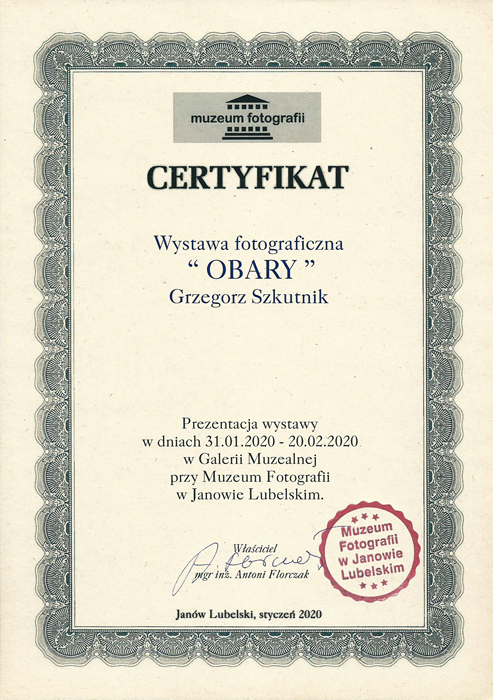 muzeum fotografii
CERTYFIKAT
Wystawa fotograficzna
“ OBARY ”
Grzegorz Szkutnik
Prezentacja wystawy
w dniach 31.01.2020 - 20.02.2020
w Galerii Muzealnej
przy Muzeum Fotografii
w Janowie Lubelskim.
Właściciel
mgr inż. Antoni Florczak
Muzeum
Fotografii
w Janowie
Lubelskim
Janów Lubelski, styczeń 2020